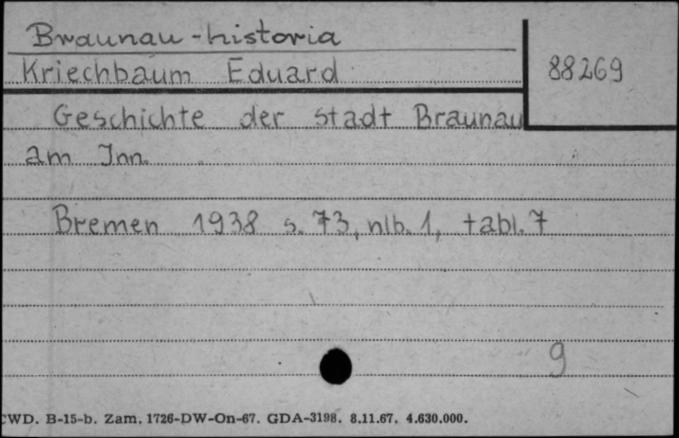 Braunau-historia
Kriechbaum Eduard
88269
Geschichte der stadt Braunau
am Inn.
Bremen 1938 s. 73, nlb. 1, tabl. 7
9
CWD. B-15-b. Zam. 1726-DW-On-67. GDA-3198. 8.11.67. 4.630.000.